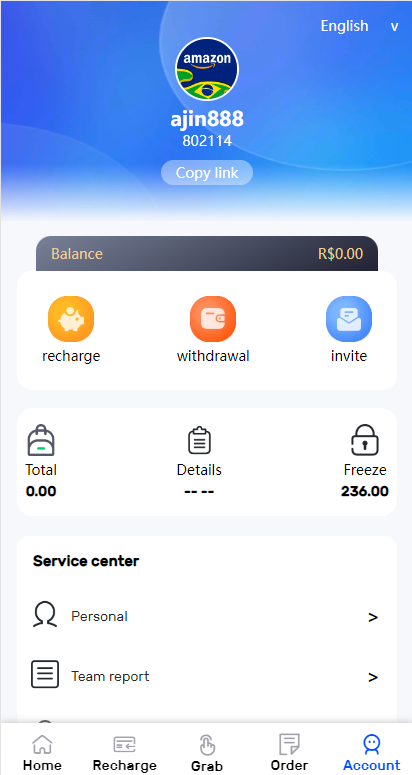 English v
amazon
ajin888
802114
Copy link
Balance R$0.00
recharge withdrawal invite
Total Details Freeze
0.00 -- -- 236.00
Service center
Personal >
Team report >
Home Recharge Grab Order Account